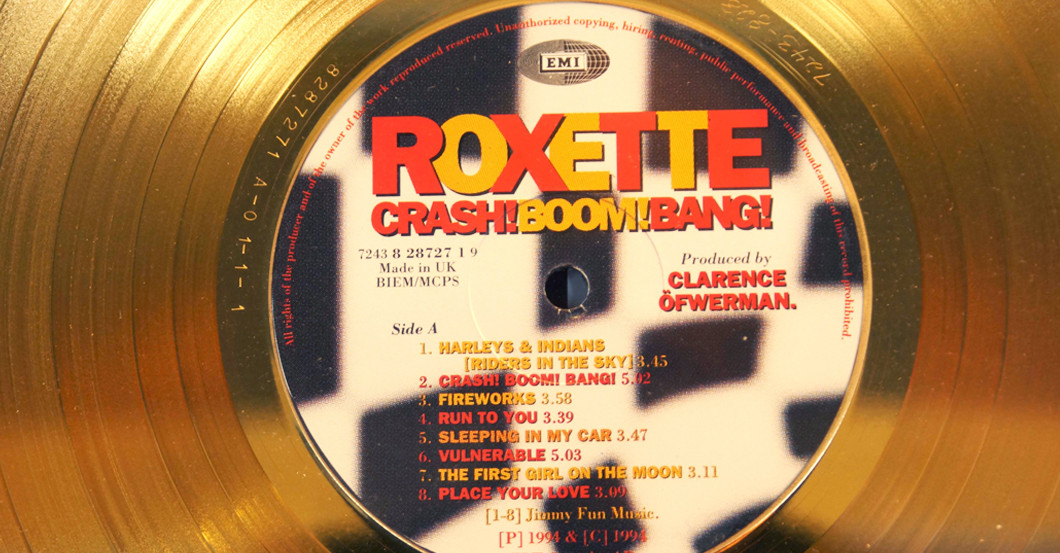 All rights of the producer and of the owner of the work reproduced reserved. Unauthorized copying, hiring, renting, public performance and broadcasting of this record prohibited.
EMI
ROXETTE
CRASH! BOOM! BANG!
7243 8 28727 1 9
Made in UK
BIEM/MCPS
Produced by
CLARENCE
ÖFWERMAN.
Side A
1. HARLEYS & INDIANS
[RIDERS IN THE SKY] 3.45
2. CRASH! BOOM! BANG! 5.02
3. FIREWORKS 3.58
4. RUN TO YOU 3.39
5. SLEEPING IN MY CAR 3.47
6. VULNERABLE 5.03
7. THE FIRST GIRL ON THE MOON 3.11
8. PLACE YOUR LOVE 3.09
[1-8] Jimmy Fun Music.
[P] 1994 & [C] 1994
8287271 A-0-1-1-1